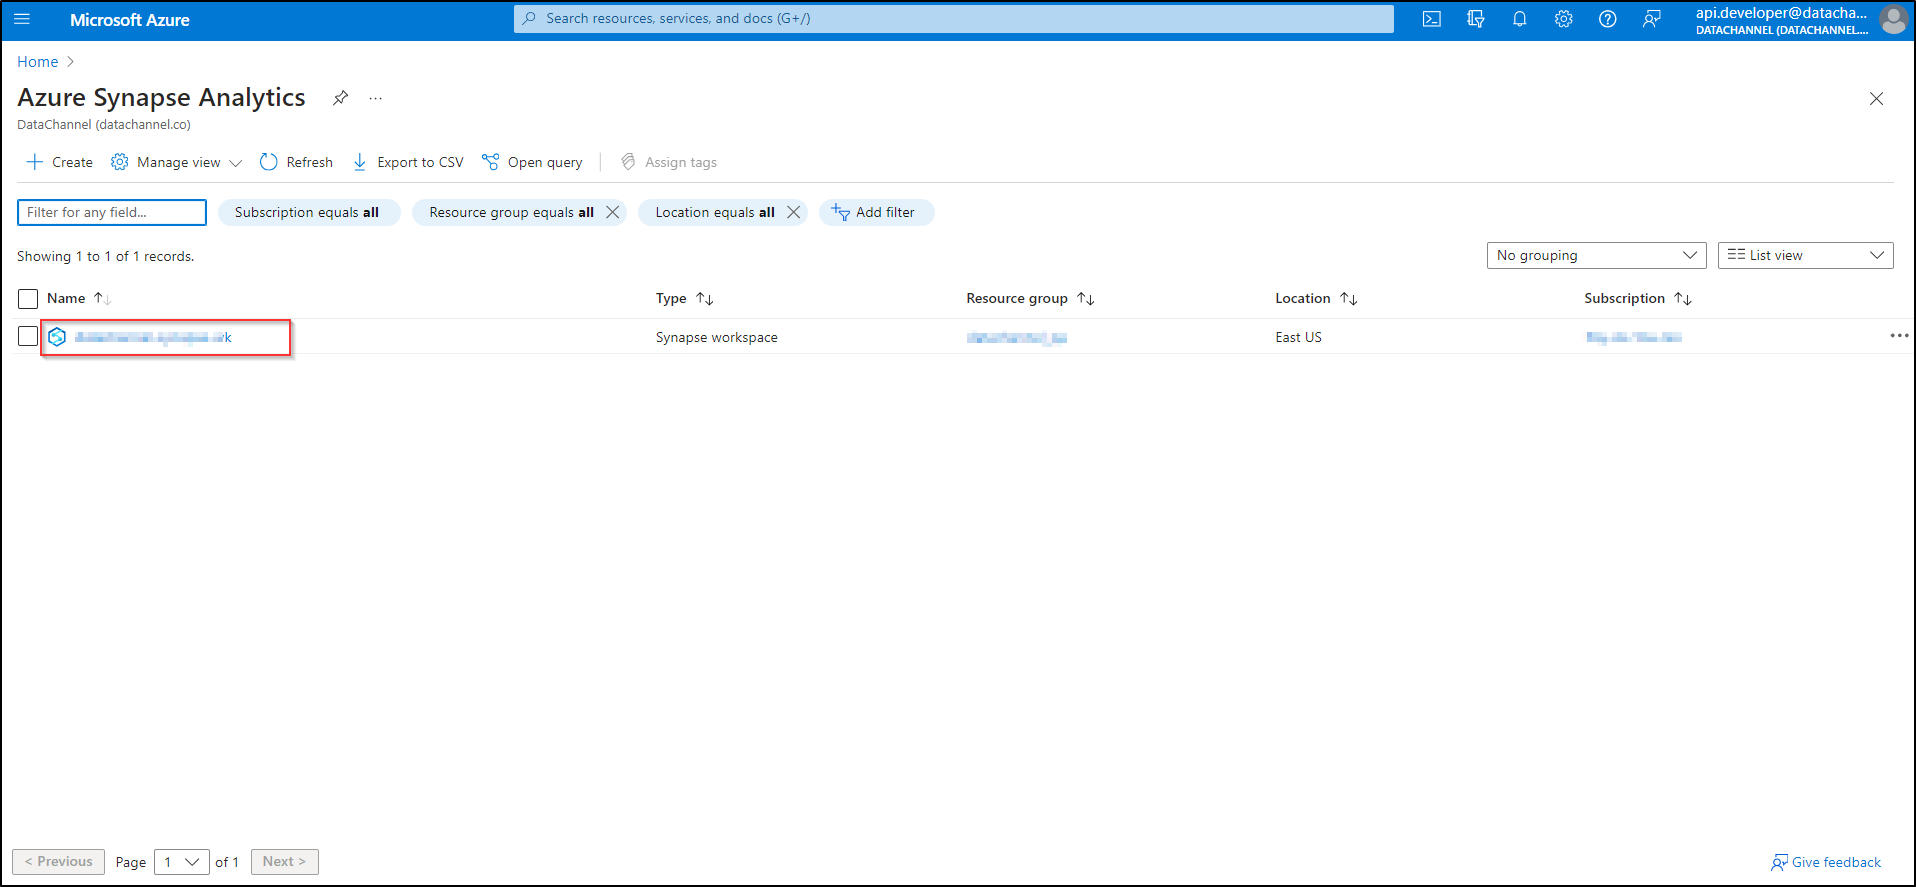 Microsoft Azure
Search resources, services, and docs (G+/)
api.developer@datacha...
DATACHANNEL (DATACHANNEL....
Home
Azure Synapse Analytics
...
DataChannel (datachannel.co)
Create
Manage view
Refresh
Export to CSV
Open query
Assign tags
Filter for any field...
Subscription equals all
Resource group equals all
Location equals all
Add filter
Showing 1 to 1 of 1 records.
No grouping
List view
Name
Type
Resource group
Location
Subscription
Synapse workspace
East US
< Previous
Page 1 of 1
Next >
Give feedback